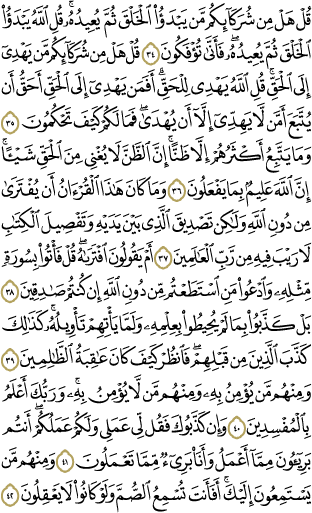 قُلْ هَلْ مِن شُرَكَآئِكُم مَّن يَبْدَؤُا۟ ٱلْخَلْقَ ثُمَّ يُعِيدُهُۥ ۚ قُلِ ٱللَّهُ يَبْدَؤُا۟
ٱلْخَلْقَ ثُمَّ يُعِيدُهُۥ ۖ فَأَنَّىٰ تُؤْفَكُونَ ٣٤ قُلْ هَلْ مِن شُرَكَآئِكُم مَّن يَهْدِىٓ
إِلَى ٱلْحَقِّ ۚ قُلِ ٱللَّهُ يَهْدِى لِلْحَقِّ ۗ أَفَمَن يَهْدِىٓ إِلَى ٱلْحَقِّ أَحَقُّ أَن
يُتَّبَعَ أَمَّن لَّا يَهِدِّىٓ إِلَّآ أَن يُهْدَىٰ ۖ فَمَا لَكُمْ كَيْفَ تَحْكُمُونَ ٣٥
وَمَا يَتَّبِعُ أَكْثَرُهُمْ إِلَّا ظَنًّا ۚ إِنَّ ٱلظَّنَّ لَا يُغْنِى مِنَ ٱلْحَقِّ شَيْـًٔا ۚ
إِنَّ ٱللَّهَ عَلِيمٌۢ بِمَا يَفْعَلُونَ ٣٦ وَمَا كَانَ هَـٰذَا ٱلْقُرْءَانُ أَن يُفْتَرَىٰ
مِن دُونِ ٱللَّهِ وَلَـٰكِن تَصْدِيقَ ٱلَّذِى بَيْنَ يَدَيْهِ وَتَفْصِيلَ ٱلْكِتَـٰبِ
لَا رَيْبَ فِيهِ مِن رَّبِّ ٱلْعَـٰلَمِينَ ٣٧ أَمْ يَقُولُونَ ٱفْتَرَىٰهُ ۖ قُلْ فَأْتُوا۟ بِسُورَةٍ
مِّثْلِهِۦ وَٱدْعُوا۟ مَنِ ٱسْتَطَعْتُم مِّن دُونِ ٱللَّهِ إِن كُنتُمْ صَـٰدِقِينَ ٣٨
بَلْ كَذَّبُوا۟ بِمَا لَمْ يُحِيطُوا۟ بِعِلْمِهِۦ وَلَمَّا يَأْتِهِمْ تَأْوِيلُهُۥ ۚ كَذَٰلِكَ
كَذَّبَ ٱلَّذِينَ مِن قَبْلِهِمْ ۖ فَٱنظُرْ كَيْفَ كَانَ عَـٰقِبَةُ ٱلظَّـٰلِمِينَ ٣٩
وَمِنْهُم مَّن يُؤْمِنُ بِهِۦ وَمِنْهُم مَّن لَّا يُؤْمِنُ بِهِۦ ۚ وَرَبُّكَ أَعْلَمُ
بِٱلْمُفْسِدِينَ ٤٠ وَإِن كَذَّبُوكَ فَقُل لِّى عَمَلِى وَلَكُمْ عَمَلُكُمْ ۖ أَنتُم
بَرِيٓـُٔونَ مِمَّآ أَعْمَلُ وَأَنَا۠ بَرِىٓءٌ مِّمَّا تَعْمَلُونَ ٤١ وَمِنْهُم مَّن
يَسْتَمِعُونَ إِلَيْكَ ۚ أَفَأَنتَ تُسْمِعُ ٱلصُّمَّ وَلَوْ كَانُوا۟ لَا يَعْقِلُونَ ٤٢